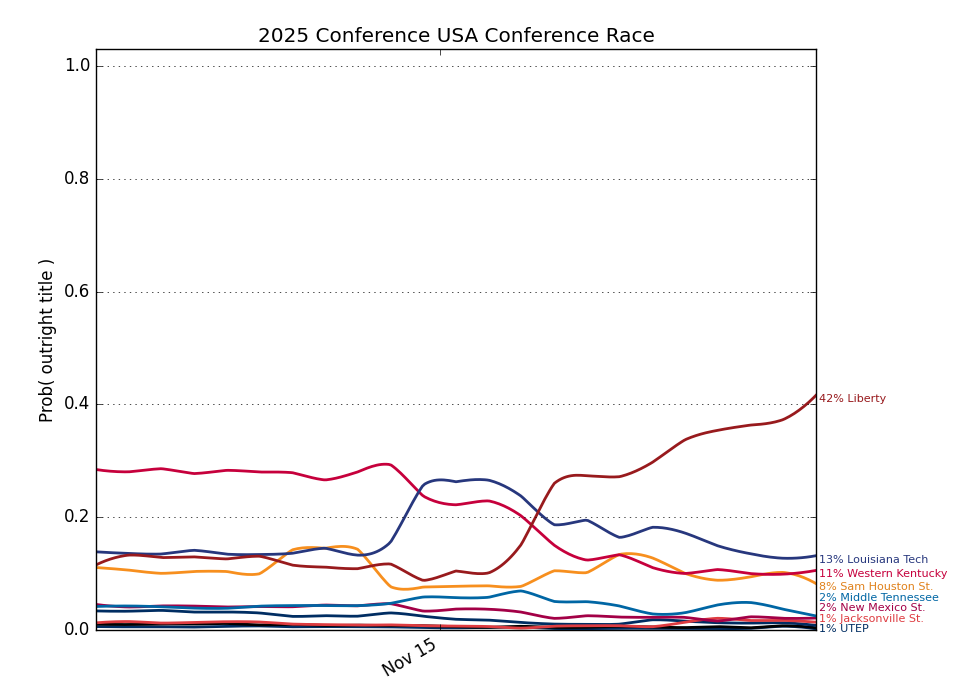 2025 Conference USA Conference Race
1.0
0.8
0.6
0.4
0.2
0.0
Prob( outright title )
Nov 15
42% Liberty
13% Louisiana Tech
11% Western Kentucky
8% Sam Houston St.
2% Middle Tennessee
2% New Mexico St.
1% Jacksonville St.
1% UTEP